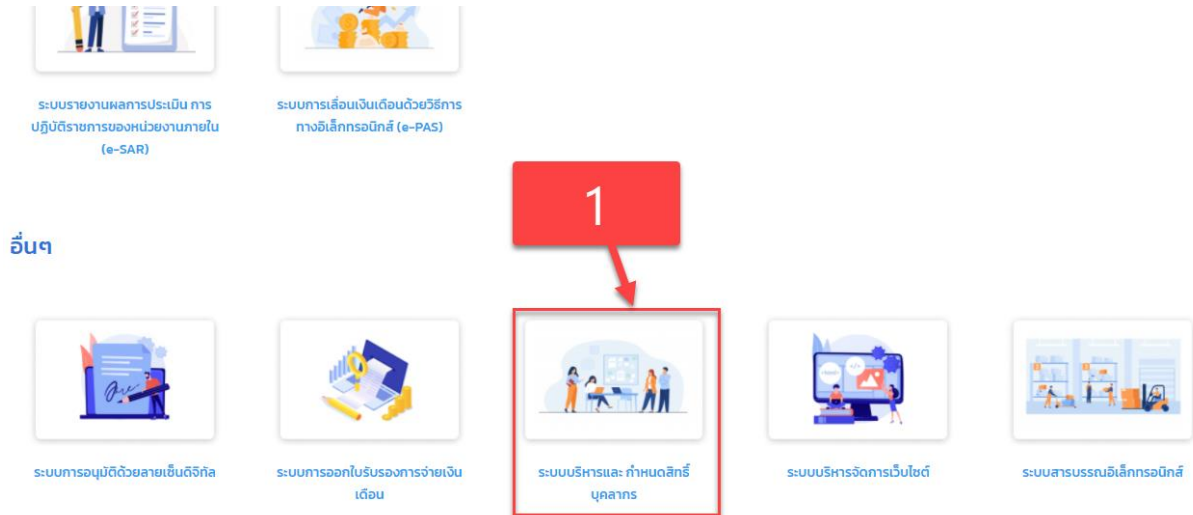 ระบบรายงานผลการประเมิน การ
ปฏิบัติราชการของหน่วยงานภายใน
(e-SAR)
ระบบการเลื่อนเงินเดือนด้วยวิธีการ
ทางอิเล็กทรอนิกส์ (e-PAS)
1
อื่นๆ
ระบบการอนุมัติด้วยลายเซ็นดิจิทัล
ระบบการออกใบรับรองการจ่ายเงิน
เดือน
ระบบบริหารและ กำหนดสิทธิ์
บุคลากร
ระบบบริหารจัดการเว็บไซต์
ระบบสารบรรณอิเล็กทรอนิกส์